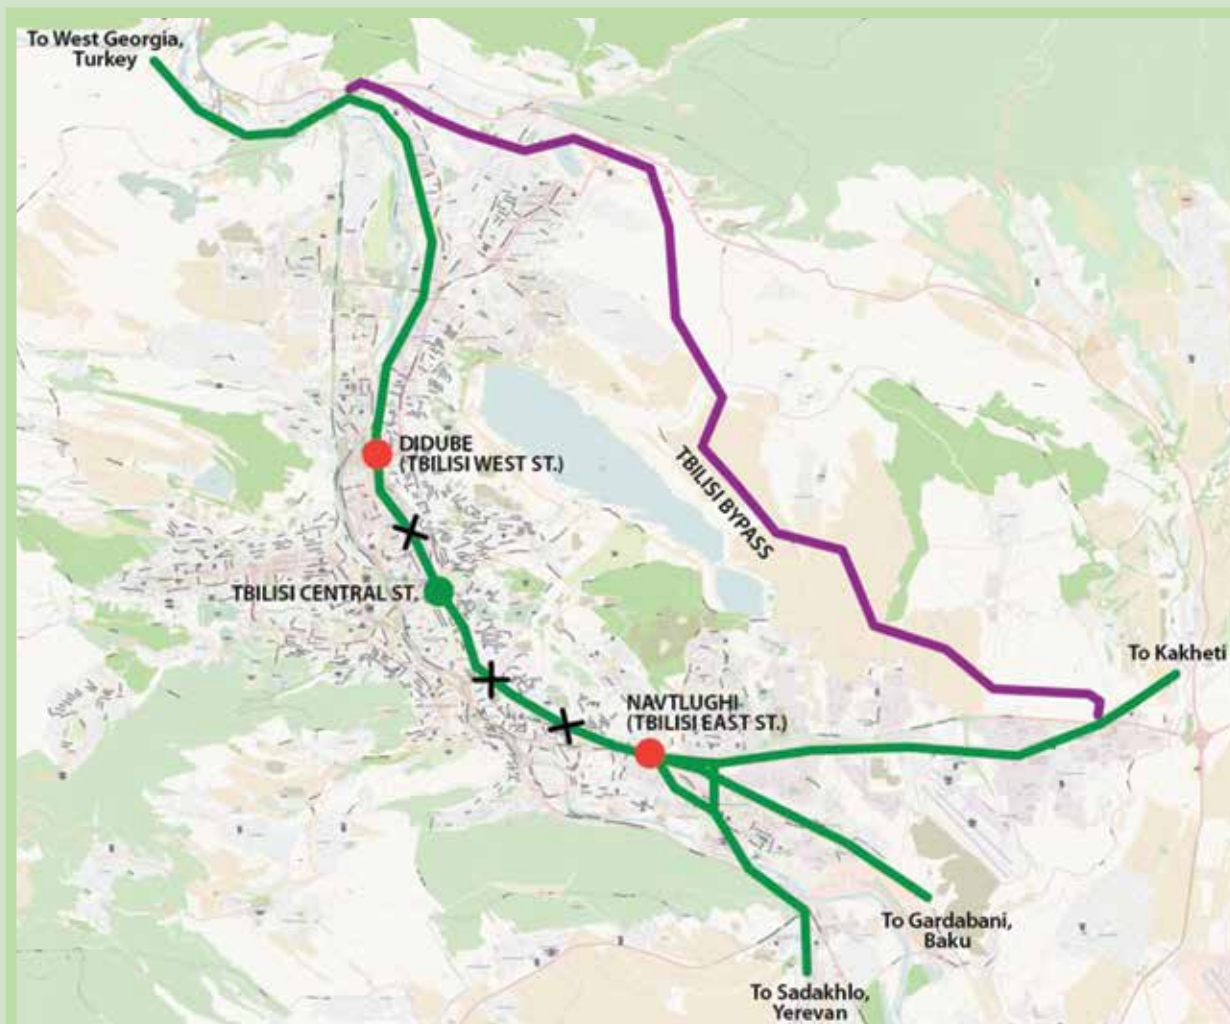 To West Georgia,
Turkey
DIDUBE
(TBILISI WEST ST.)
TBILISI BYPASS
TBILISI CENTRAL ST.
To Kakheti
NAVTLUGHI
(TBILISI EAST ST.)
To Gardabani,
Baku
To Sadakhlo,
Yerevan